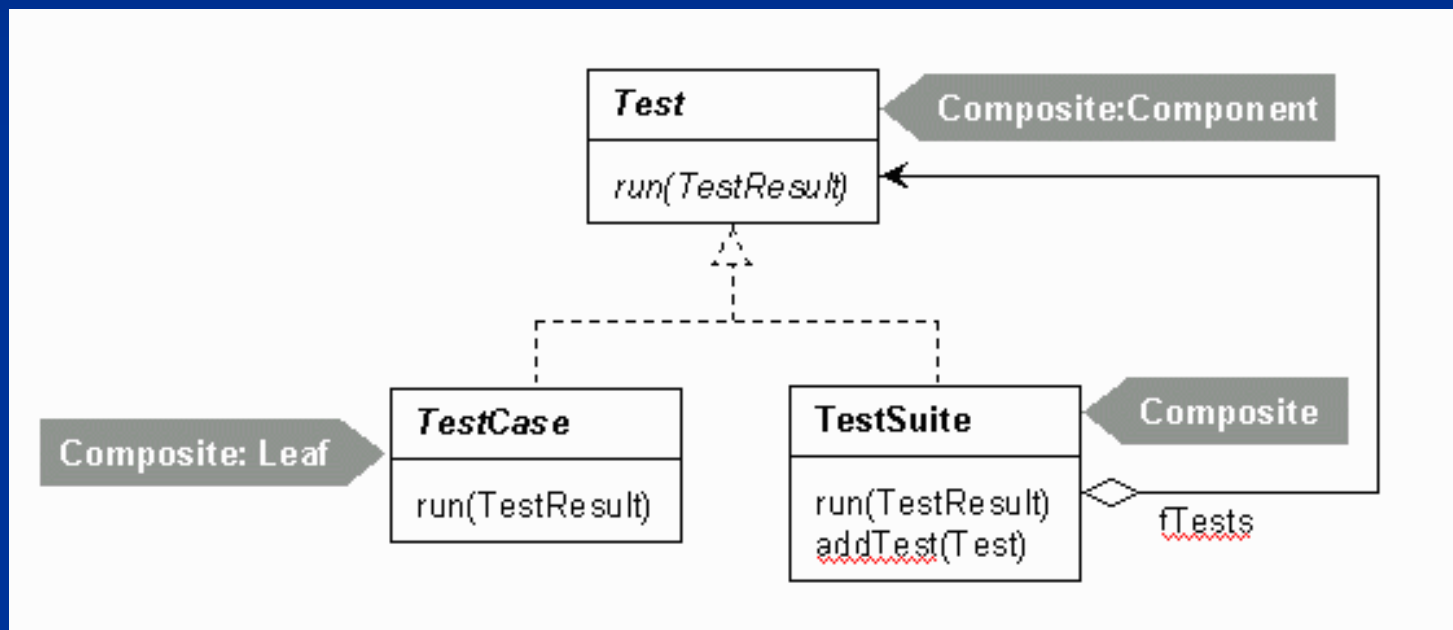 Test
Composite:Component
run(TestResult)
TestCase
Composite: Leaf
run(TestResult)
TestSuite
Composite
run(TestResult)
addTest(Test)
fTests